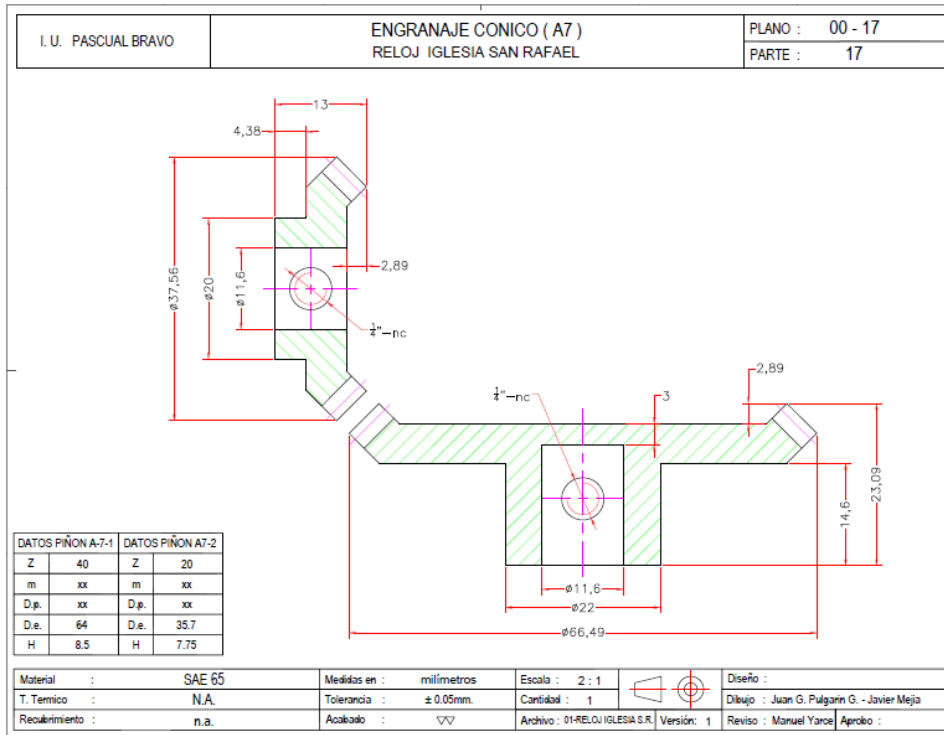 I. U. PASCUAL BRAVO
ENGRANAJE CONICO ( A7 )
RELOJ IGLESIA SAN RAFAEL
PLANO : 00 - 17
PARTE : 17
13
4,38
ø37,56
ø20
ø11,6
2,89
1/4"-nc
1/4"-nc
3
2,89
14,6
23,09
ø11,6
ø22
ø66,49
DATOS PIÑON A-7-1 DATOS PIÑON A7-2
Z 40 Z 20
m xx m xx
D.p. xx D.p. xx
D.e. 64 D.e. 35.7
H 8.5 H 7.75
Material : SAE 65 Medidas en : milímetros Escala : 2 : 1 Diseño :
T. Termico : N.A. Tolerancia : ± 0.05mm. Cantidad : 1 Dibujo : Juan G. Pulgarin G. - Javier Mejia
Recubrimiento : n.a. Acabado : ▽▽ Archivo : 01-RELOJ IGLESIA S.R. Versión: 1 Reviso : Manuel Yarce Aprobo :